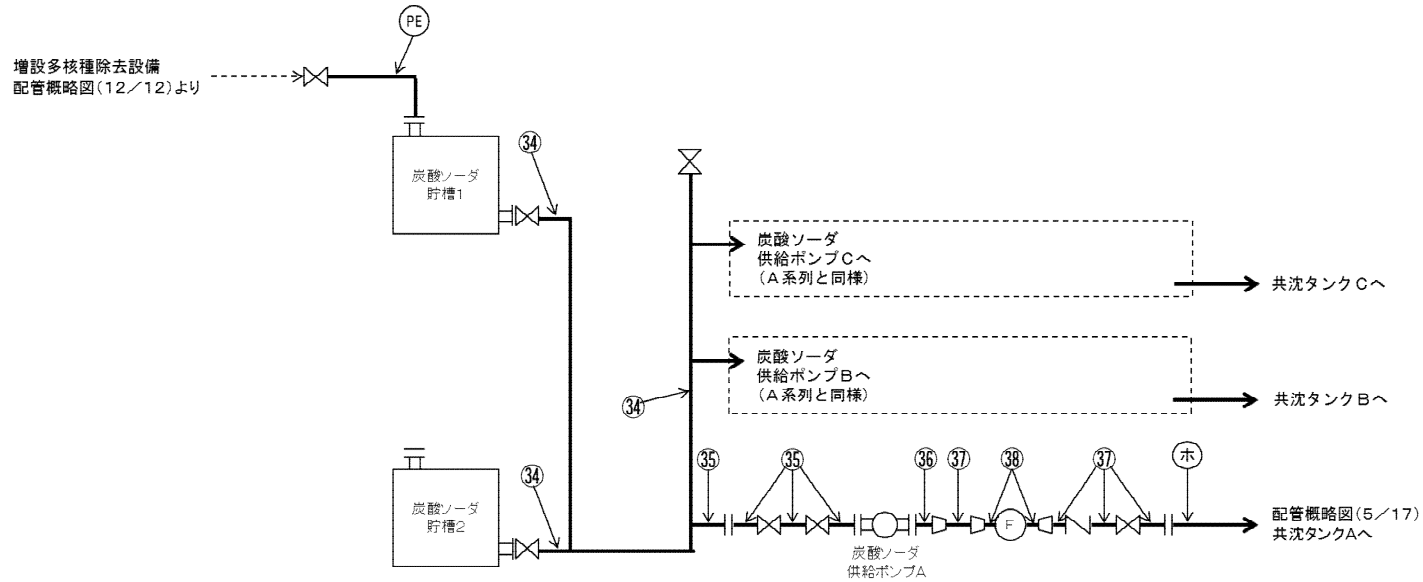 PE
増設多核種除去設備
配管概略図(12/12)より
炭酸ソーダ
貯槽1
㉞
炭酸ソーダ
供給ポンプCへ
(A系列と同様)
共沈タンクCへ
炭酸ソーダ
供給ポンプBへ
(A系列と同様)
共沈タンクBへ
㉞
炭酸ソーダ
貯槽2
㉞
㉟
㉟
㊱
㊲
㊳
㊲
ホ
F
炭酸ソーダ
供給ポンプA
配管概略図(5/17)
共沈タンクAへ